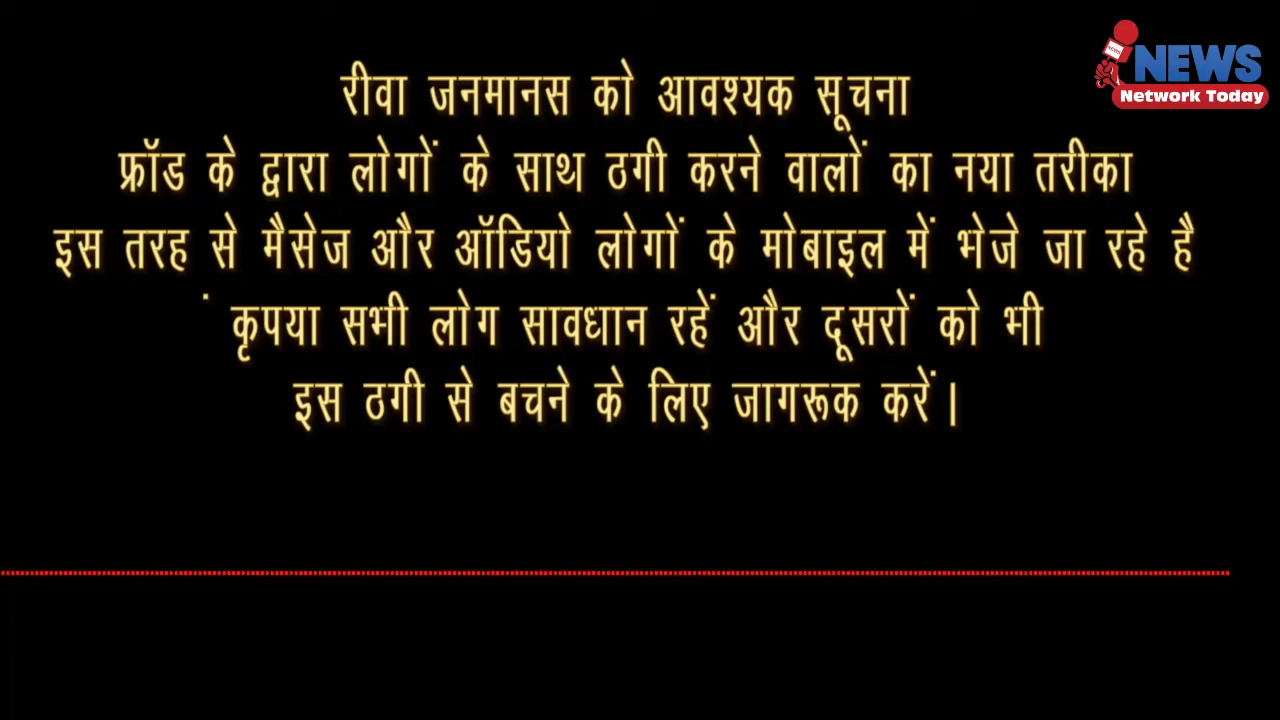 NEWS
NEWS
Network Today
रीवा जनमानस को आवश्यक सूचना
फ्रॉड के द्वारा लोगों के साथ ठगी करने वालों का नया तरीका
इस तरह से मैसेज और ऑडियो लोगों के मोबाइल में भेजे जा रहे है
ं कृपया सभी लोग सावधान रहें और दूसरों को भी
इस ठगी से बचने के लिए जागरूक करें।